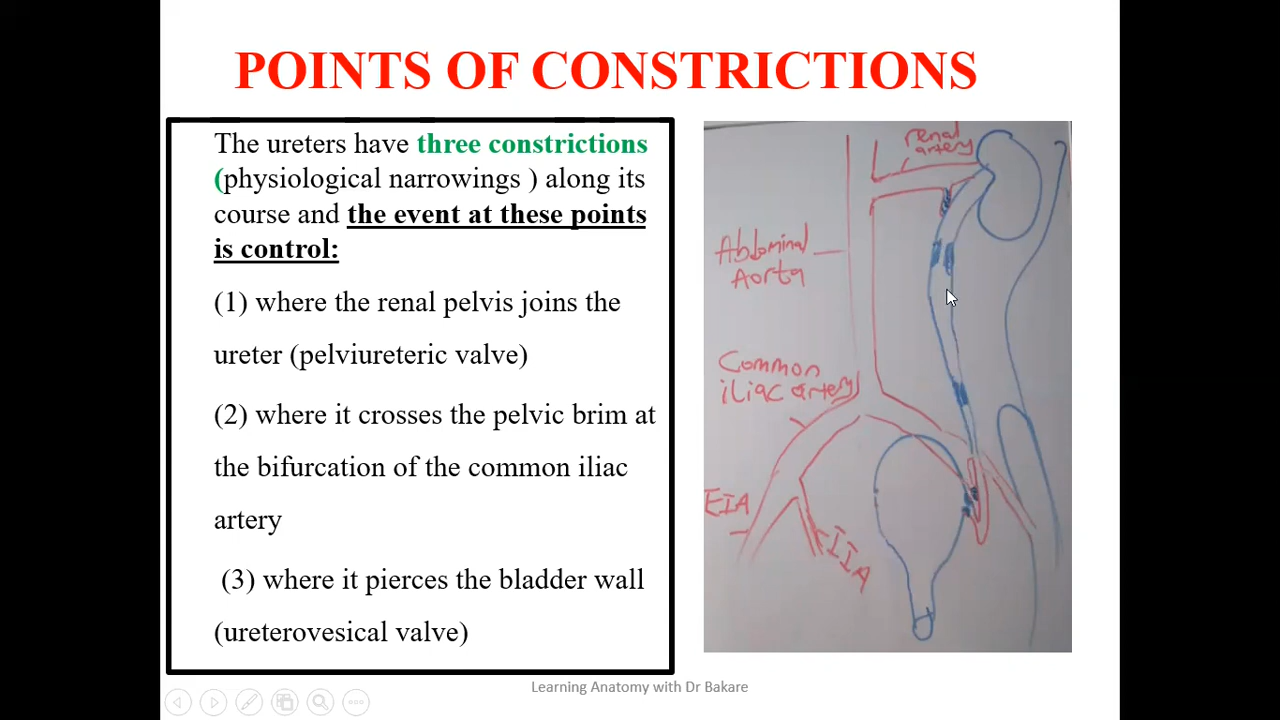 POINTS OF CONSTRICTIONS
The ureters have three constrictions
(physiological narrowings ) along its
course and the event at these points
is control:
(1) where the renal pelvis joins the
ureter (pelviureteric valve)
(2) where it crosses the pelvic brim at
the bifurcation of the common iliac
artery
(3) where it pierces the bladder wall
(ureterovesical valve)
renal
artery
Abdominal
Aorta
Common
iliac artery
EIA
IIA
Learning Anatomy with Dr Bakare